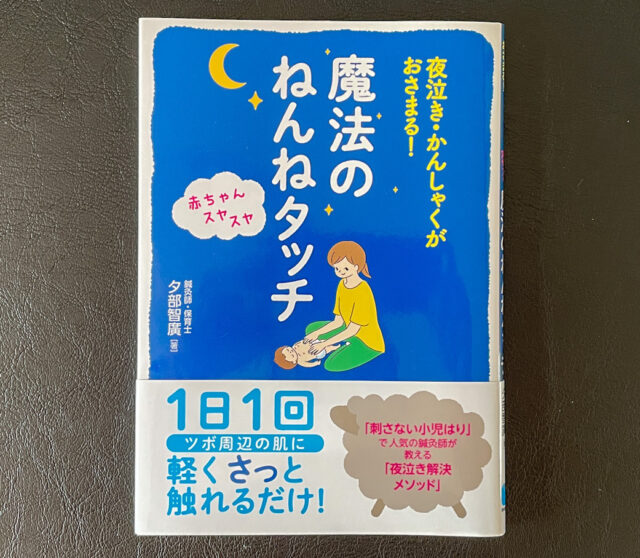 夜泣き・かんしゃくが
おさまる!
魔法の
ねんねタッチ
赤ちゃん
スヤスヤ
鍼灸師・保育士
夕部智廣［著］
1日1回
ツボ周辺の肌に
軽くさっと
触れるだけ!
「刺さない小児はり」
で人気の鍼灸師が
教える
「夜泣き解決
メソッド」